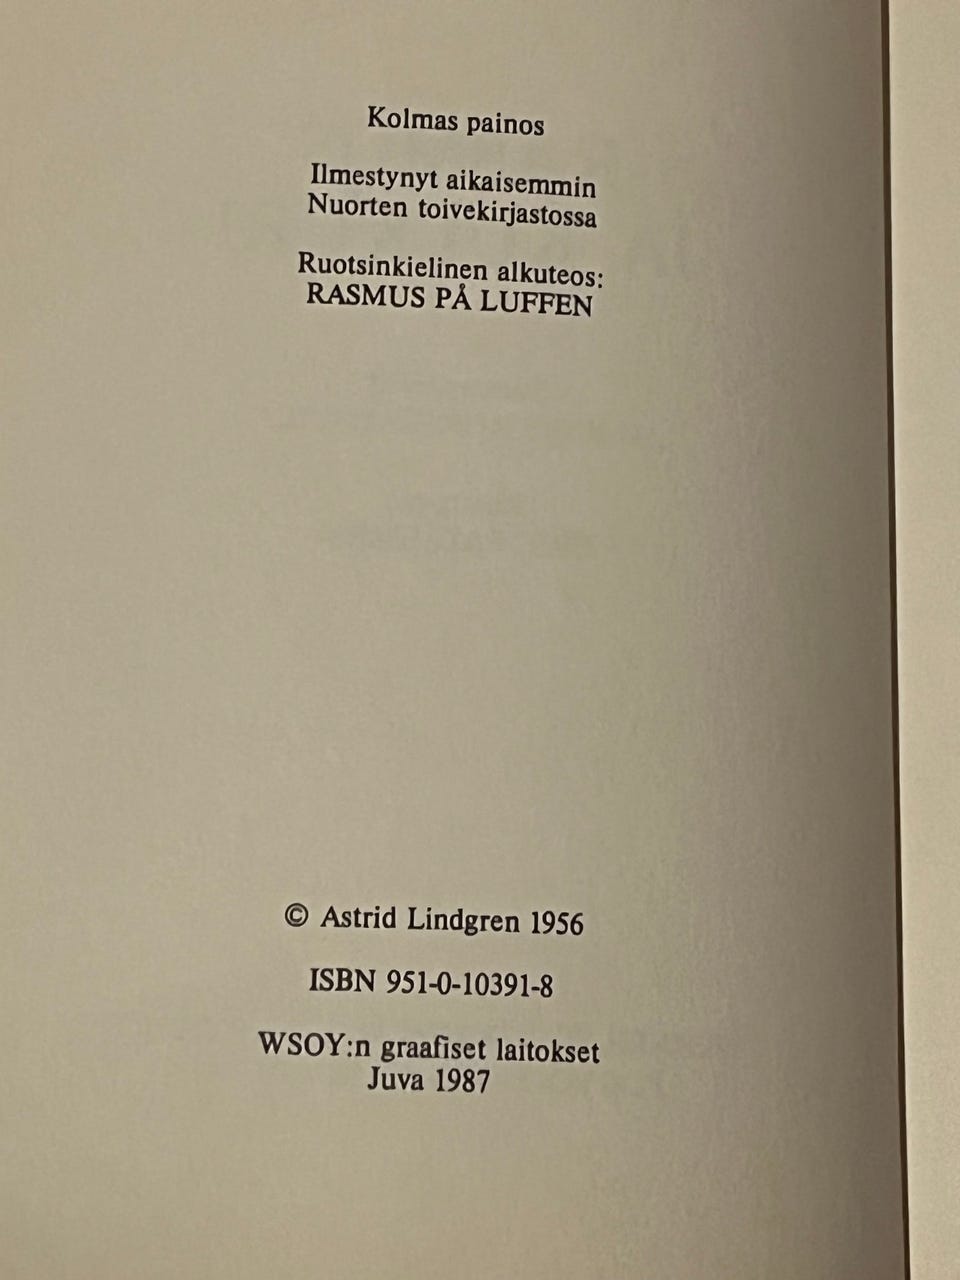 Kolmas painos
Ilmestynyt aikaisemmin
Nuorten toivekirjastossa
Ruotsinkielinen alkuteos:
RASMUS PÅ LUFFEN
© Astrid Lindgren 1956
ISBN 951-0-10391-8
WSOY:n graafiset laitokset
Juva 1987